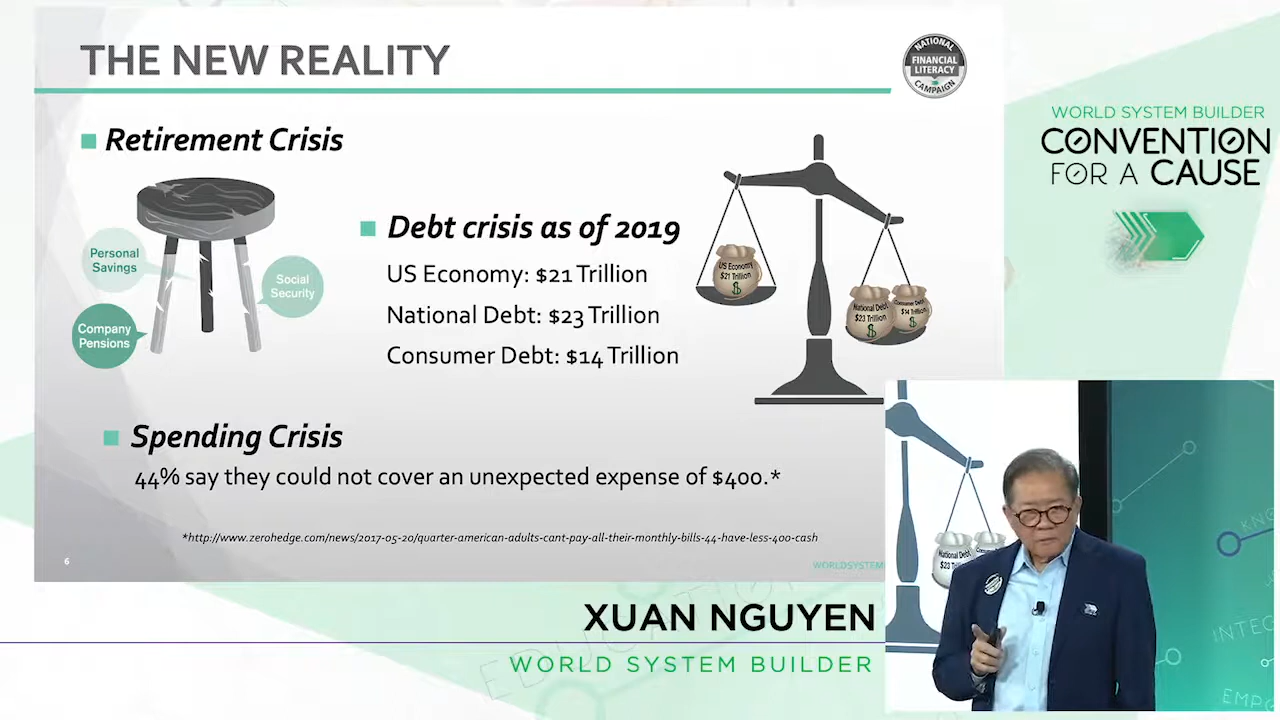 THE NEW REALITY
NATIONAL
FINANCIAL
LITERACY
CAMPAIGN
WORLD SYSTEM BUILDER
CONVENTION
FOR A CAUSE
Retirement Crisis
Personal
Savings
Social
Security
Company
Pensions
Debt crisis as of 2019
US Economy: $21 Trillion
National Debt: $23 Trillion
Consumer Debt: $14 Trillion
US Economy
$21 Trillion
$
National Debt
$23 Trillion
$
Consumer Debt
$14 Trillion
$
Spending Crisis
44% say they could not cover an unexpected expense of $400.*
*http://www.zerohedge.com/news/2017-05-20/quarter-american-adults-cant-pay-all-their-monthly-bills-44-have-less-400-cash
6
WORLDSYSTEM
National Debt
$23
XUAN NGUYEN
WORLD SYSTEM BUILDER